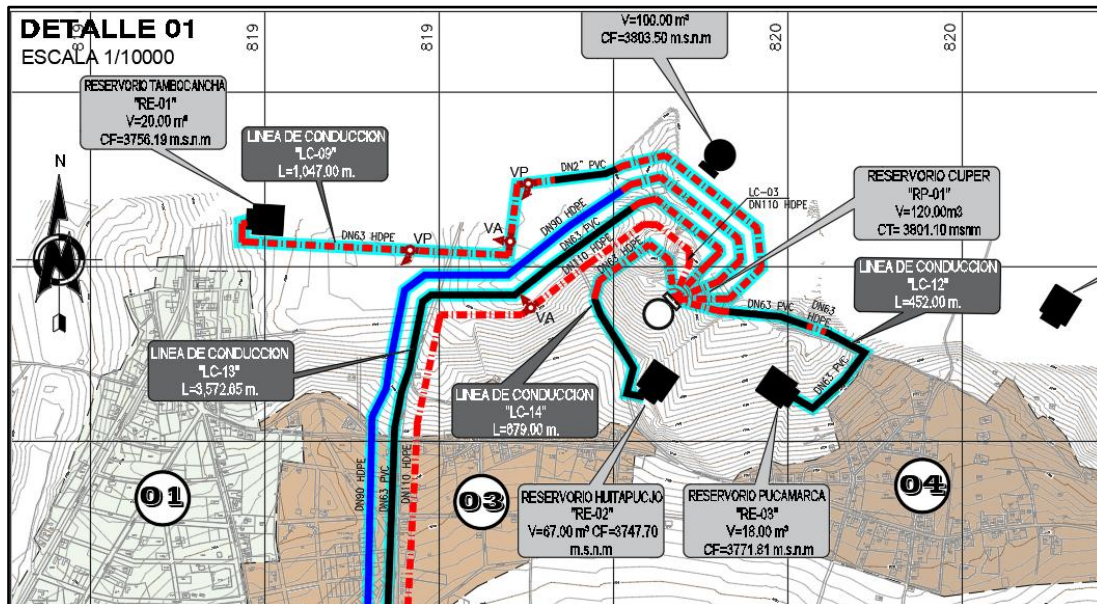 DETALLE 01
ESCALA 1/10000
819
819
820
820
V=100.00 m³
CF=3803.50 m.s.n.m
RESERVORIO TAMBOCANCHA
"RE-01"
V=20.00 m³
CF=3756.19 m.s.n.m
LINEA DE CONDUCCION
"LC-09"
L=1,047.00 m.
N
VP
DN2" PVC
LC-03
DN110 HDPE
RESERVORIO CUPER
"RP-01"
V=120.00m3
CT= 3801.10 msnm
DN63 HDPE
VP
VA
DN90 HDPE
DN63 PVC
DN110 HDPE
DN63 HDPE
VA
LINEA DE CONDUCCION
"LC-12"
L=452.00 m.
DN63 PVC
DN63
HDPE
DN63 PVC
LINEA DE CONDUCCION
"LC-13"
L=3,572.65 m.
LINEA DE CONDUCCION
"LC-14"
L=679.00 m.
DN90 HDPE
DN63 PVC
DN110 HDPE
01
03
04
RESERVORIO HUITAPUCJO
"RE-02"
V=67.00 m³ CF=3747.70
m.s.n.m
RESERVORIO PUCAMARCA
"RE-03"
V=18.00 m³
CF=3771.81 m.s.n.m